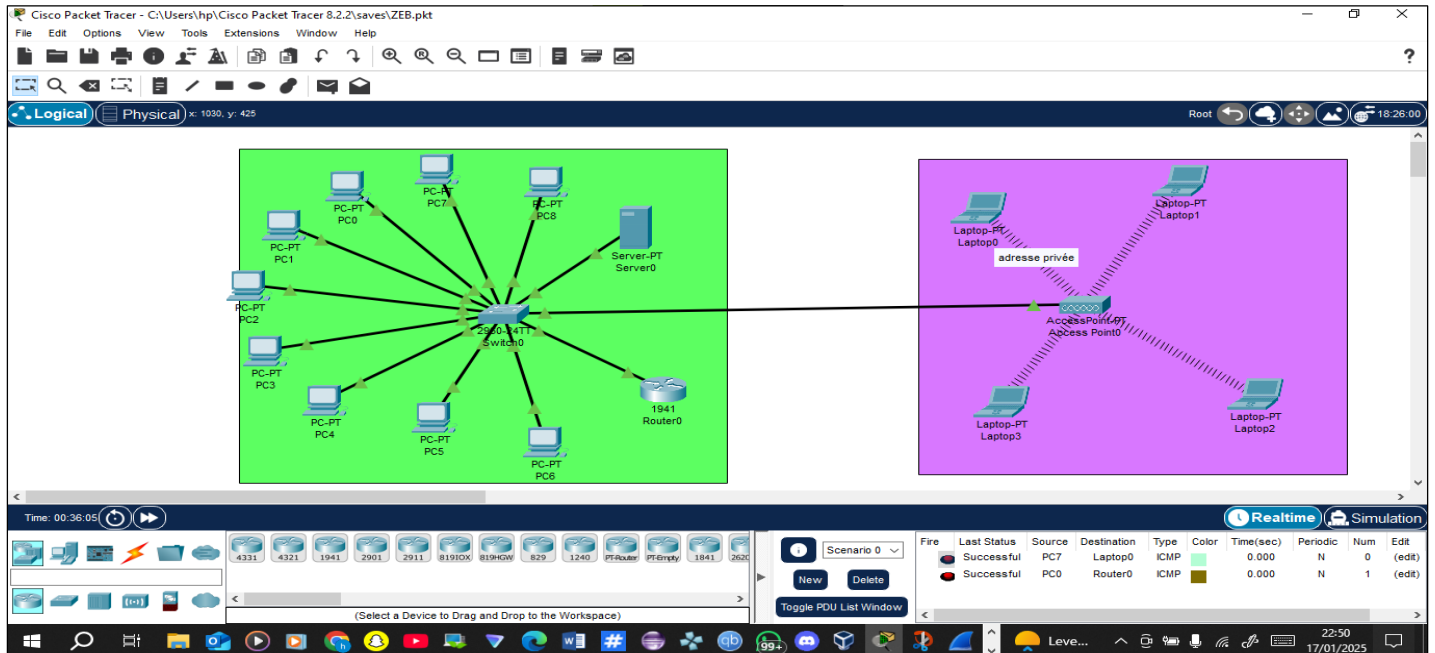 Cisco Packet Tracer - C:\Users\hp\Cisco Packet Tracer 8.2.2\saves\ZEB.pkt
File Edit Options View Tools Extensions Window Help
?
Logical Physical x: 1030, y: 425 Root 18:26:00
PC-PT
PC7
PC-PT
PC0
PC-PT
PC8
PC-PT
PC1
Server-PT
Server0
PC-PT
PC2
2960-24TT
Switch0
PC-PT
PC3
1941
Router0
PC-PT
PC4
PC-PT
PC5
PC-PT
PC6
Laptop-PT
Laptop1
Laptop-PT
Laptop0
adresse privée
AccessPoint-PT
Access Point0
Laptop-PT
Laptop3
Laptop-PT
Laptop2
Time: 00:36:05 Realtime Simulation
4331 4321 1941 2901 2911 819IOX 819HGW 829 1240 PT-Router PT-Empty 1841 262
(Select a Device to Drag and Drop to the Workspace)
Scenario 0
New Delete
Toggle PDU List Window
Fire Last Status Source Destination Type Color Time(sec) Periodic Num Edit
Successful PC7 Laptop0 ICMP 0.000 N 0 (edit)
Successful PC0 Router0 ICMP 0.000 N 1 (edit)
W
#
qb
99+
Leve...
22:50
17/01/2025